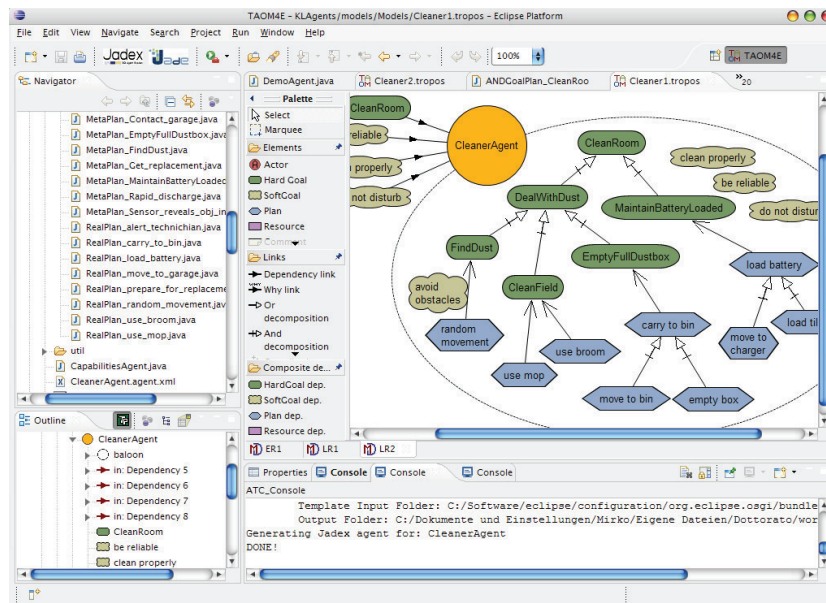 TAOM4E - KLAgents/models/Models/Cleaner1.tropos - Eclipse Platform
File Edit View Navigate Search Project Run Window Help
Jadex Jade 100% TAOM4E
Navigator
MetaPlan_Contact_garage.java
MetaPlan_EmptyFullDustbox.java
MetaPlan_FindDust.java
MetaPlan_Get_replacement.java
MetaPlan_MaintainBatteryLoaded
MetaPlan_Rapid_discharge.java
MetaPlan_Sensor_reveals_obj_in
RealPlan_alert_technichian.java
RealPlan_carry_to_bin.java
RealPlan_load_battery.java
RealPlan_move_to_garage.java
RealPlan_prepare_for_replaceme
RealPlan_random_movement.jav
RealPlan_use_broom.java
RealPlan_use_mop.java
util
CapabilitiesAgent.java
CleanerAgent.agent.xml
Outline
CleanerAgent
baloon
in: Dependency 5
in: Dependency 6
in: Dependency 7
in: Dependency 8
CleanRoom
be reliable
clean properly
DemoAgent.java Cleaner2.tropos ANDGoalPlan_CleanRoo Cleaner1.tropos »20
Palette
Select
Marquee
Elements
Actor
Hard Goal
SoftGoal
Plan
Resource
Comment
Links
Dependency link
Why link
Or
decomposition
And
decomposition
Composite de...
HardGoal dep.
SoftGoal dep.
Plan dep.
Resource dep.
CleanRoom
reliable
properly
not disturb
CleanerAgent
CleanRoom
clean properly
be reliable
do not disturb
DealWithDust
MaintainBatteryLoaded
FindDust
EmptyFullDustbox
load battery
avoid
obstacles
CleanField
random
movement
carry to bin
move to
charger
load til
use broom
use mop
move to bin
empty box
ER1 LR1 LR2
Properties Console Console Console
ATC_Console
Template Input Folder: C:/Software/eclipse/configuration/org.eclipse.osgi/bundle
Output Folder: C:/Dokumente und Einstellungen/Mirko/Eigene Dateien/Dottorato/wor
Generating Jadex agent for: CleanerAgent
DONE!